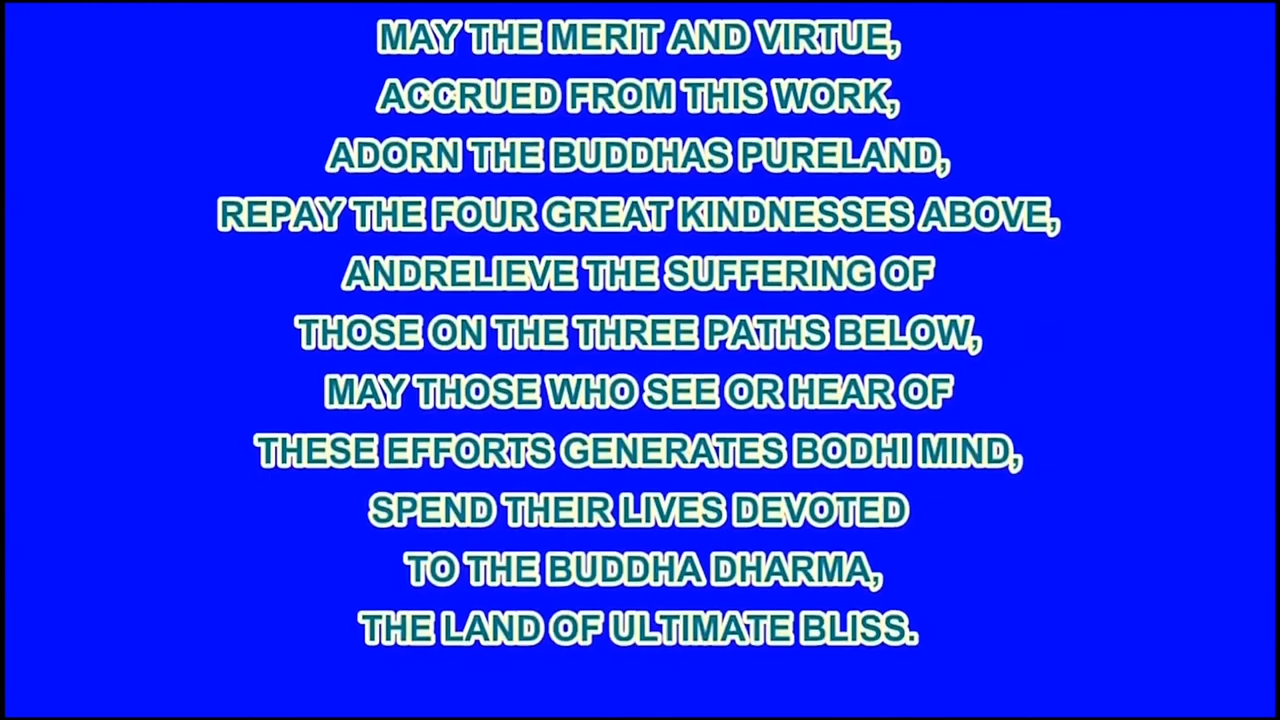 MAY THE MERIT AND VIRTUE,
ACCRUED FROM THIS WORK,
ADORN THE BUDDHAS PURELAND,
REPAY THE FOUR GREAT KINDNESSES ABOVE,
ANDRELIEVE THE SUFFERING OF
THOSE ON THE THREE PATHS BELOW,
MAY THOSE WHO SEE OR HEAR OF
THESE EFFORTS GENERATES BODHI MIND,
SPEND THEIR LIVES DEVOTED
TO THE BUDDHA DHARMA,
THE LAND OF ULTIMATE BLISS.